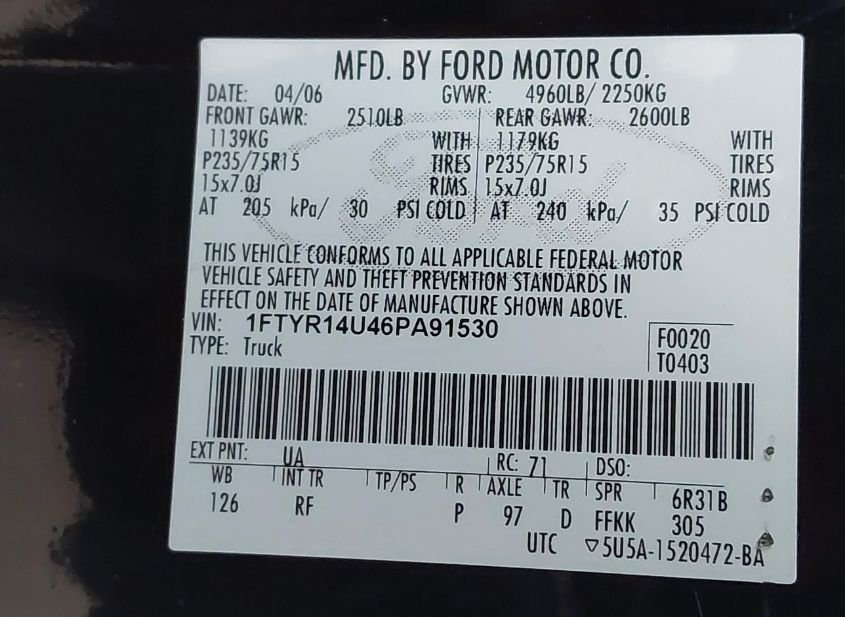 MFD. BY FORD MOTOR CO.
DATE: 04/06 GVWR: 4960LB/ 2250KG
FRONT GAWR: 2510LB REAR GAWR: 2600LB
1139KG WITH 1179KG WITH
P235/75R15 TIRES P235/75R15 TIRES
15x7.0J RIMS 15x7.0J RIMS
AT 205 kPa/ 30 PSI COLD AT 240 kPa/ 35 PSI COLD
THIS VEHICLE CONFORMS TO ALL APPLICABLE FEDERAL MOTOR
VEHICLE SAFETY AND THEFT PREVENTION STANDARDS IN
EFFECT ON THE DATE OF MANUFACTURE SHOWN ABOVE.
VIN: 1FTYR14U46PA91530
F0020
TYPE: Truck
T0403
EXT PNT: UA RC: 71 DSO:
WB INT TR TP/PS R AXLE TR SPR 6R31B
126 RF P 97 D FFKK 305
UTC ▽5U5A-1520472-BA
Ford